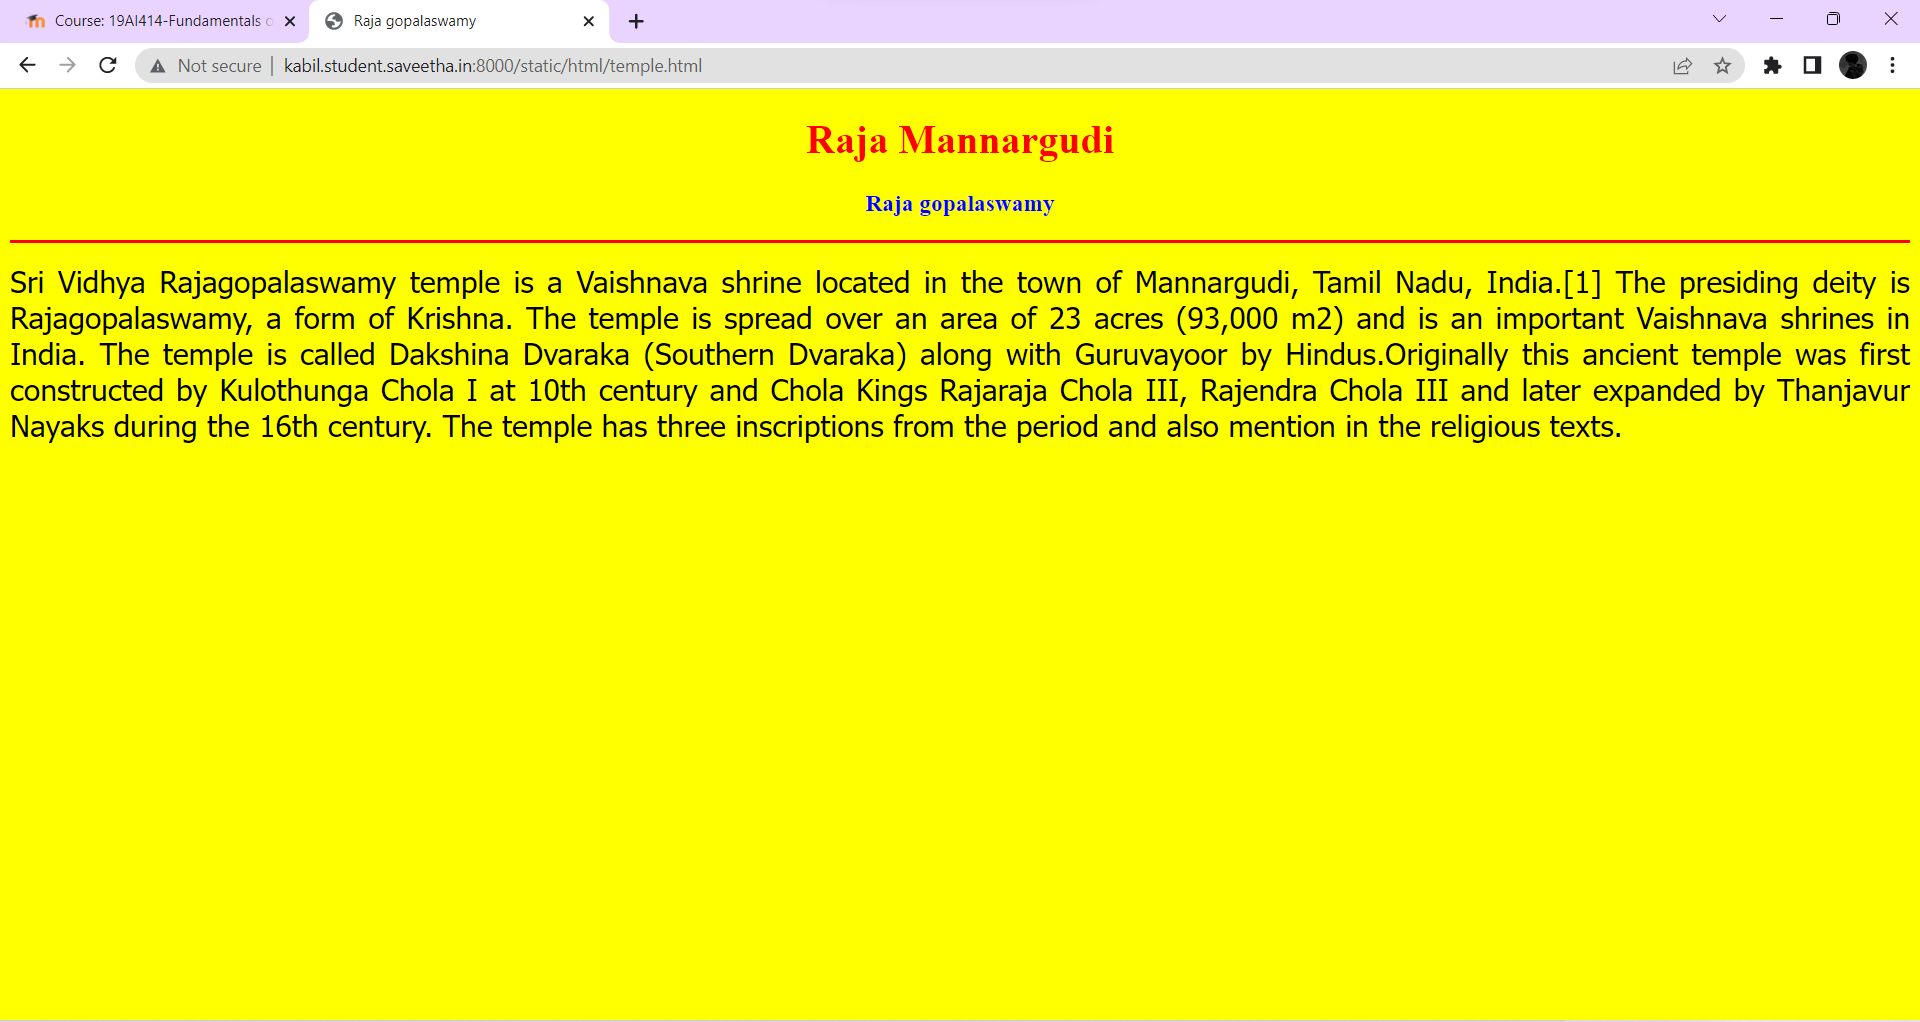 Course: 19AI414-Fundamentals
Raja gopalaswamy
Not secure
kabil.student.saveetha.in:8000/static/html/temple.html
Raja Mannargudi
Raja gopalaswamy
Sri Vidhya Rajagopalaswamy temple is a Vaishnava shrine located in the town of Mannargudi, Tamil Nadu, India.[1] The presiding deity is
Rajagopalaswamy, a form of Krishna. The temple is spread over an area of 23 acres (93,000 m2) and is an important Vaishnava shrines in
India. The temple is called Dakshina Dvaraka (Southern Dvaraka) along with Guruvayoor by Hindus.Originally this ancient temple was first
constructed by Kulothunga Chola I at 10th century and Chola Kings Rajaraja Chola III, Rajendra Chola III and later expanded by Thanjavur
Nayaks during the 16th century. The temple has three inscriptions from the period and also mention in the religious texts.